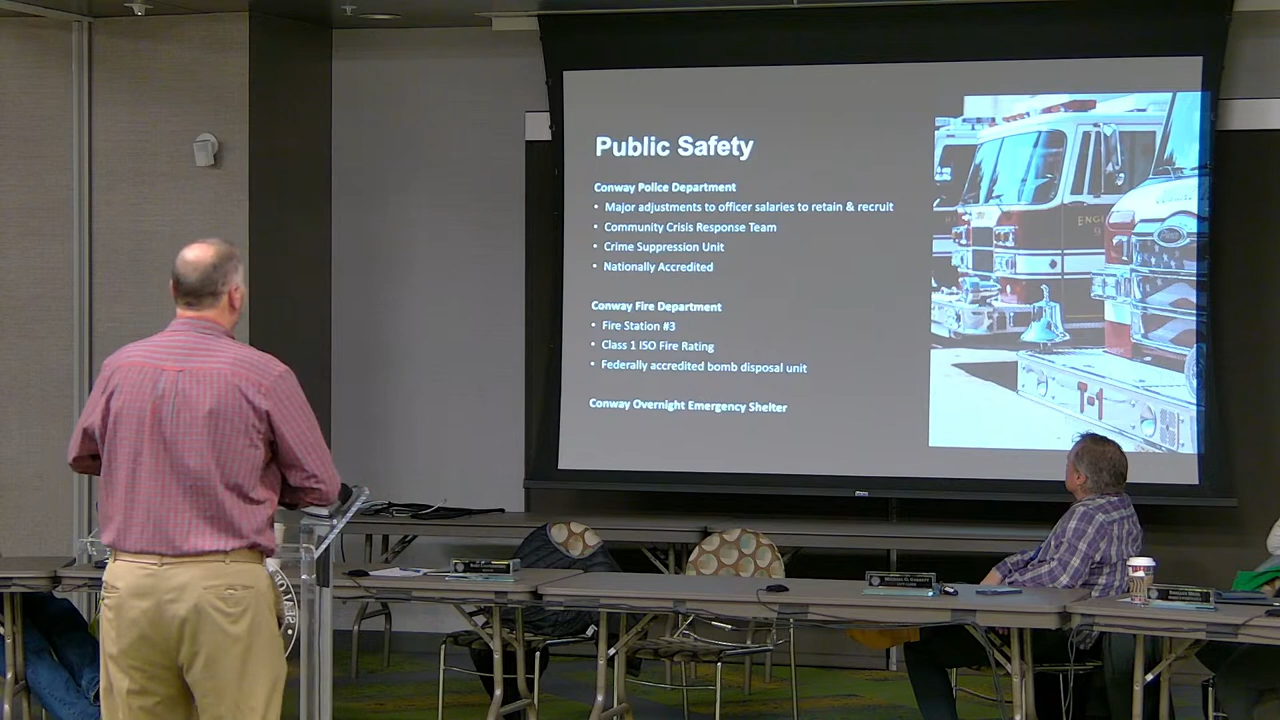 Public Safety
Conway Police Department
• Major adjustments to officer salaries to retain & recruit
• Community Crisis Response Team
• Crime Suppression Unit
• Nationally Accredited
Conway Fire Department
• Fire Station #3
• Class 1 ISO Fire Rating
• Federally accredited bomb disposal unit
Conway Overnight Emergency Shelter
T-1